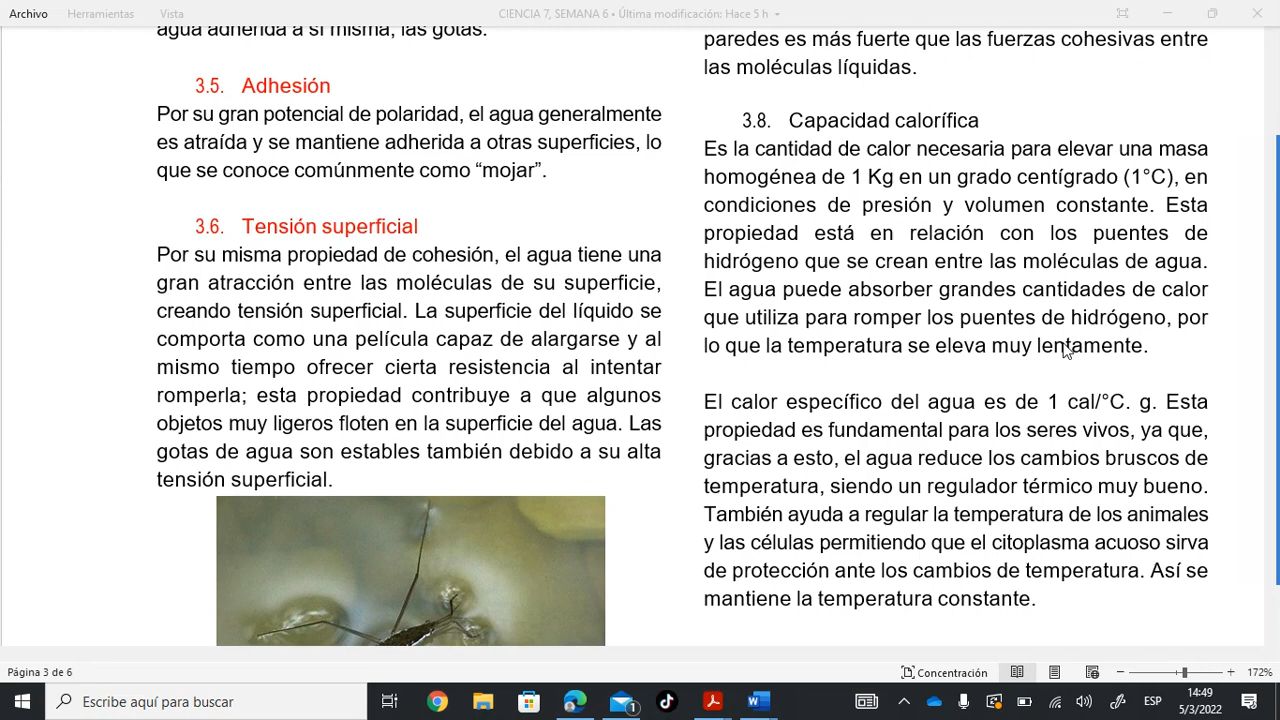 Archivo
Herramientas
Vista
CIENCIA 7, SEMANA 6 • Última modificación: Hace 5 h
agua adherida a sí misma, las gotas.
3.5. Adhesión
Por su gran potencial de polaridad, el agua generalmente
es atraída y se mantiene adherida a otras superficies, lo
que se conoce comúnmente como “mojar”.
3.6. Tensión superficial
Por su misma propiedad de cohesión, el agua tiene una
gran atracción entre las moléculas de su superficie,
creando tensión superficial. La superficie del líquido se
comporta como una película capaz de alargarse y al
mismo tiempo ofrecer cierta resistencia al intentar
romperla; esta propiedad contribuye a que algunos
objetos muy ligeros floten en la superficie del agua. Las
gotas de agua son estables también debido a su alta
tensión superficial.
paredes es más fuerte que las fuerzas cohesivas entre
las moléculas líquidas.
3.8. Capacidad calorífica
Es la cantidad de calor necesaria para elevar una masa
homogénea de 1 Kg en un grado centígrado (1°C), en
condiciones de presión y volumen constante. Esta
propiedad está en relación con los puentes de
hidrógeno que se crean entre las moléculas de agua.
El agua puede absorber grandes cantidades de calor
que utiliza para romper los puentes de hidrógeno, por
lo que la temperatura se eleva muy lentamente.
El calor específico del agua es de 1 cal/°C. g. Esta
propiedad es fundamental para los seres vivos, ya que,
gracias a esto, el agua reduce los cambios bruscos de
temperatura, siendo un regulador térmico muy bueno.
También ayuda a regular la temperatura de los animales
y las células permitiendo que el citoplasma acuoso sirva
de protección ante los cambios de temperatura. Así se
mantiene la temperatura constante.
Página 3 de 6
Concentración
172%
Escribe aquí para buscar
1
ESP
14:49
5/3/2022